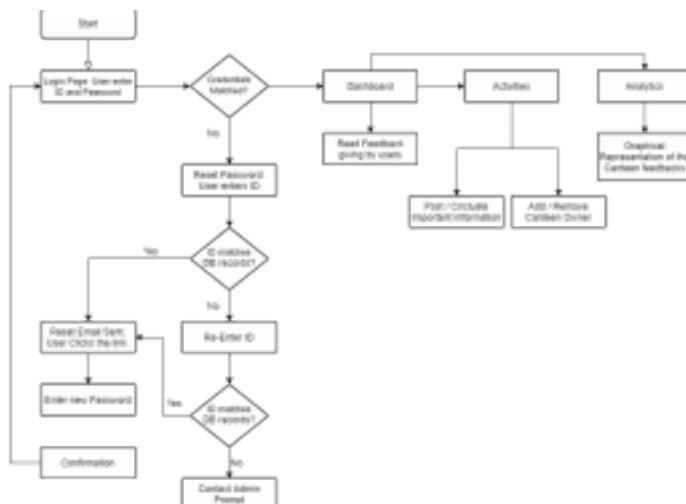 Start
Login Page: User enter
ID and Password
Credentials
Matched?
Dashboard
Activities
Analytics
No
Reset Password:
User enters ID
Feedback
giving by users
Graphical
Representation of the
Canteen feedbacks
Post / Circulate
Important Information
Add / Remove
Canteen Owner
Yes
ID matches
DB records?
No
Reset Email Sent:
User Clicks the link.
Re-Enter ID
Enter new Password
Yes
ID matches
DB records?
Confirmation
No
Contact Admin
Prompt